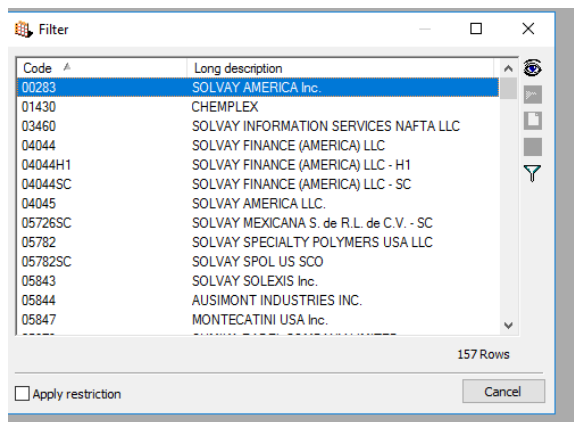 Filter
Code Long description
00283 SOLVAY AMERICA Inc.
01430 CHEMPLEX
03460 SOLVAY INFORMATION SERVICES NAFTA LLC
04044 SOLVAY FINANCE (AMERICA) LLC
04044H1 SOLVAY FINANCE (AMERICA) LLC - H1
04044SC SOLVAY FINANCE (AMERICA) LLC - SC
04045 SOLVAY AMERICA LLC.
05726SC SOLVAY MEXICANA S. de R.L. de C.V. - SC
05782 SOLVAY SPECIALTY POLYMERS USA LLC
05782SC SOLVAY SPOL US SCO
05843 SOLVAY SOLEXIS Inc.
05844 AUSIMONT INDUSTRIES INC.
05847 MONTECATINI USA Inc.
157 Rows
Apply restriction
Cancel